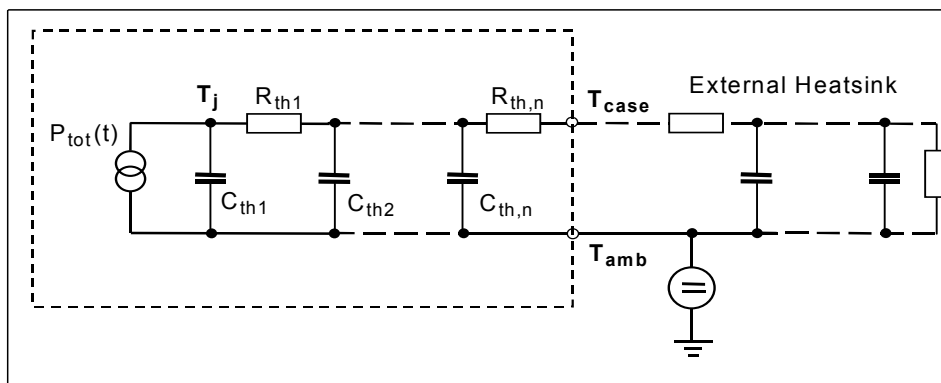 External Heatsink
T_j
R_th1
R_th,n
T_case
P_tot(t)
C_th1
C_th2
C_th,n
T_amb